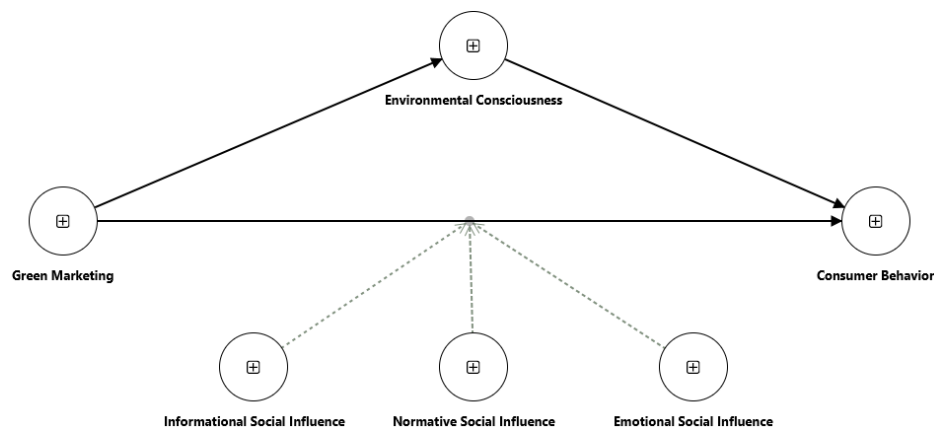 Environmental Consciousness
Green Marketing
Consumer Behavior
Informational Social Influence
Normative Social Influence
Emotional Social Influence